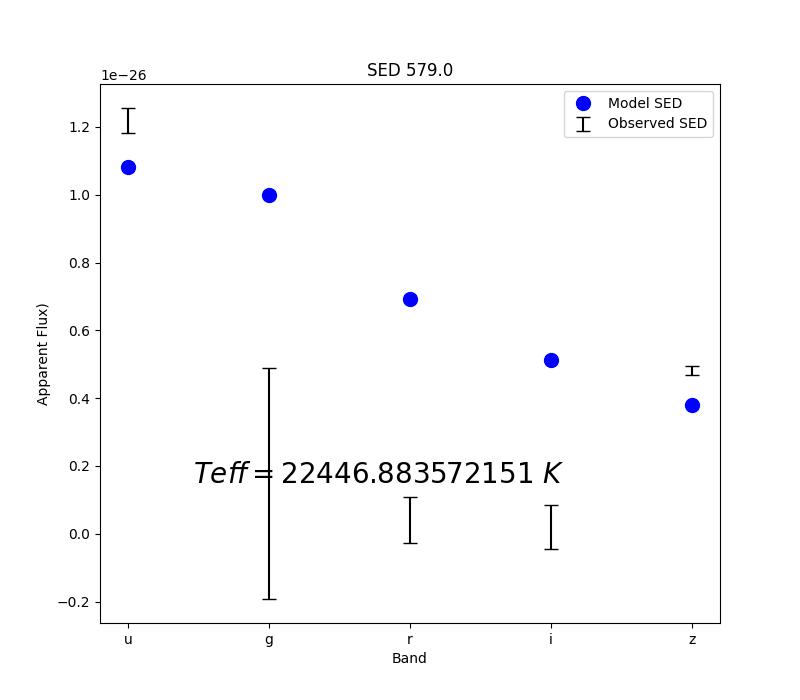 SED 579.0
1e−26
Model SED
Observed SED
1.2
1.0
0.8
0.6
0.4
0.2
0.0
−0.2
Apparent Flux)
Teff = 22446.883572151 K
u g r i z
Band